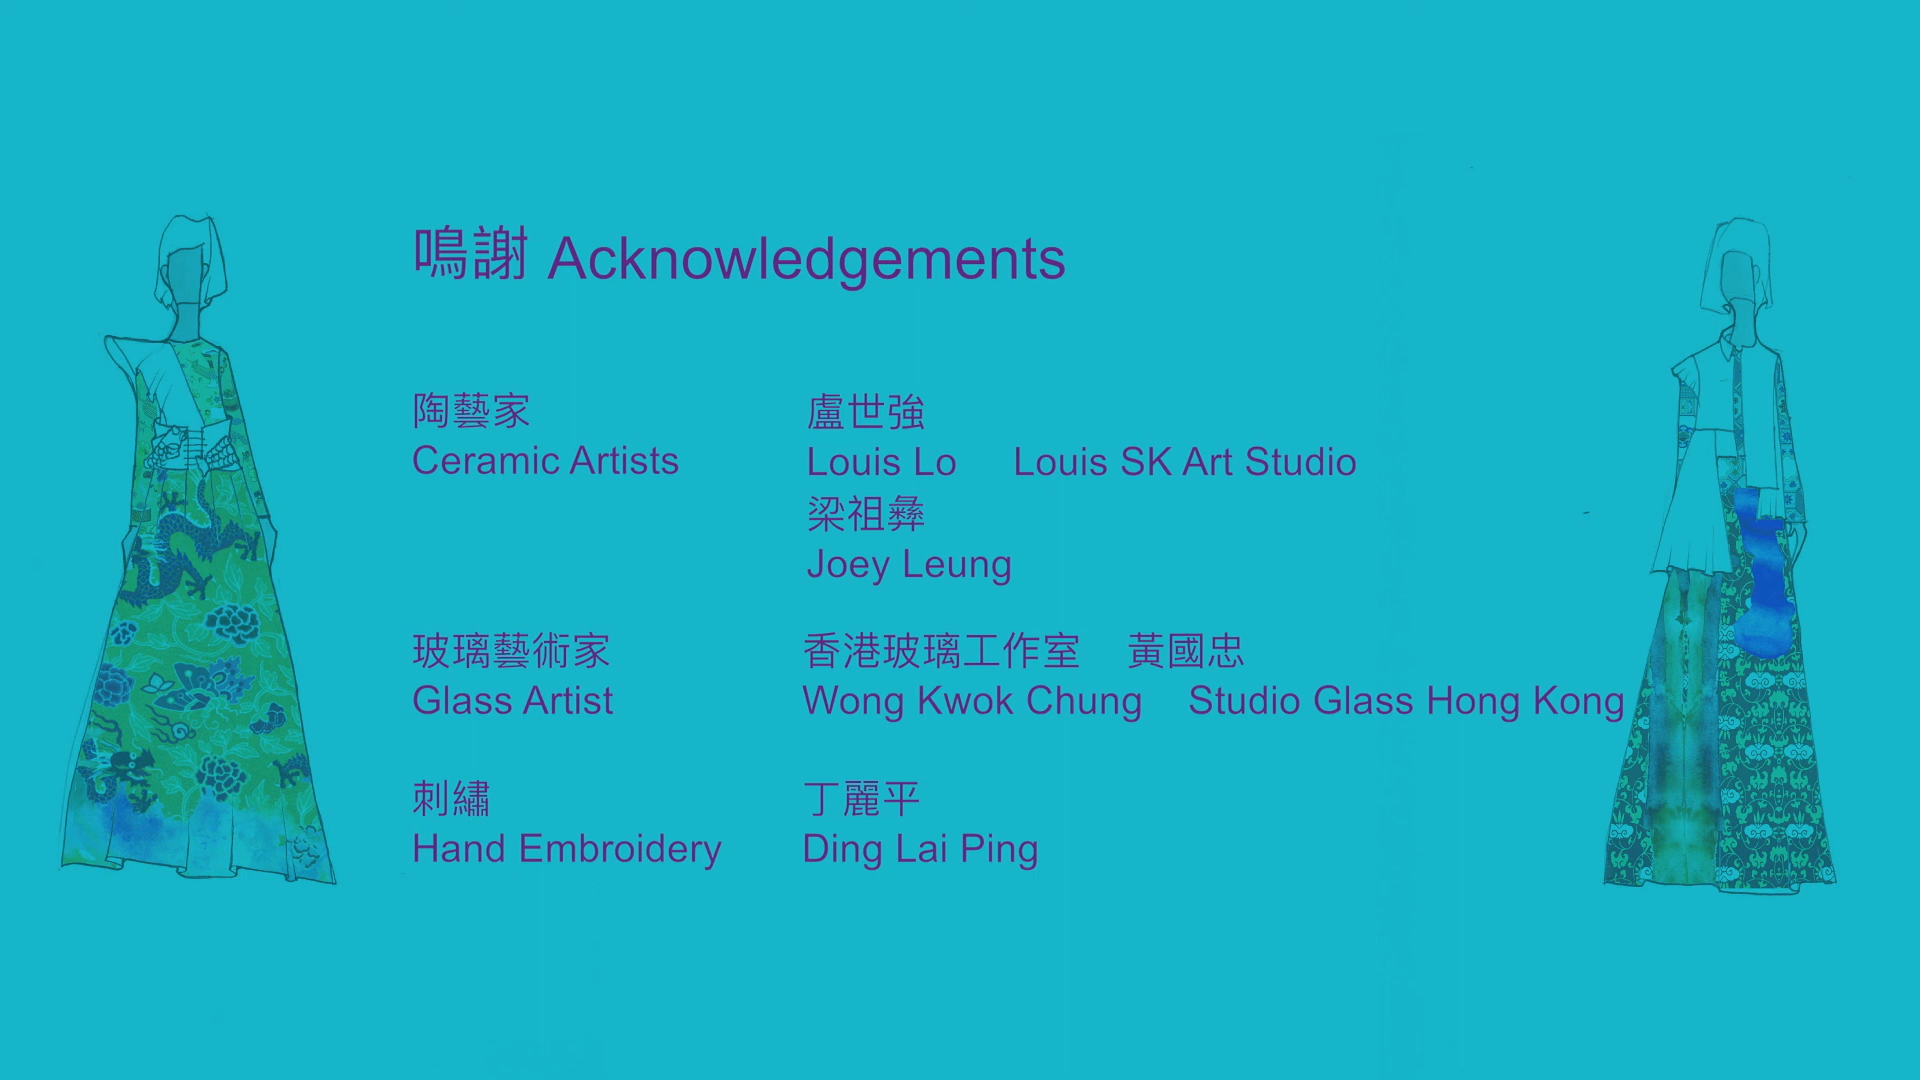 鳴謝 Acknowledgements
陶藝家
Ceramic Artists
盧世強
Louis Lo Louis SK Art Studio
梁祖彝
Joey Leung
玻璃藝術家
Glass Artist
香港玻璃工作室 黃國忠
Wong Kwok Chung Studio Glass Hong Kong
刺繡
Hand Embroidery
丁麗平
Ding Lai Ping